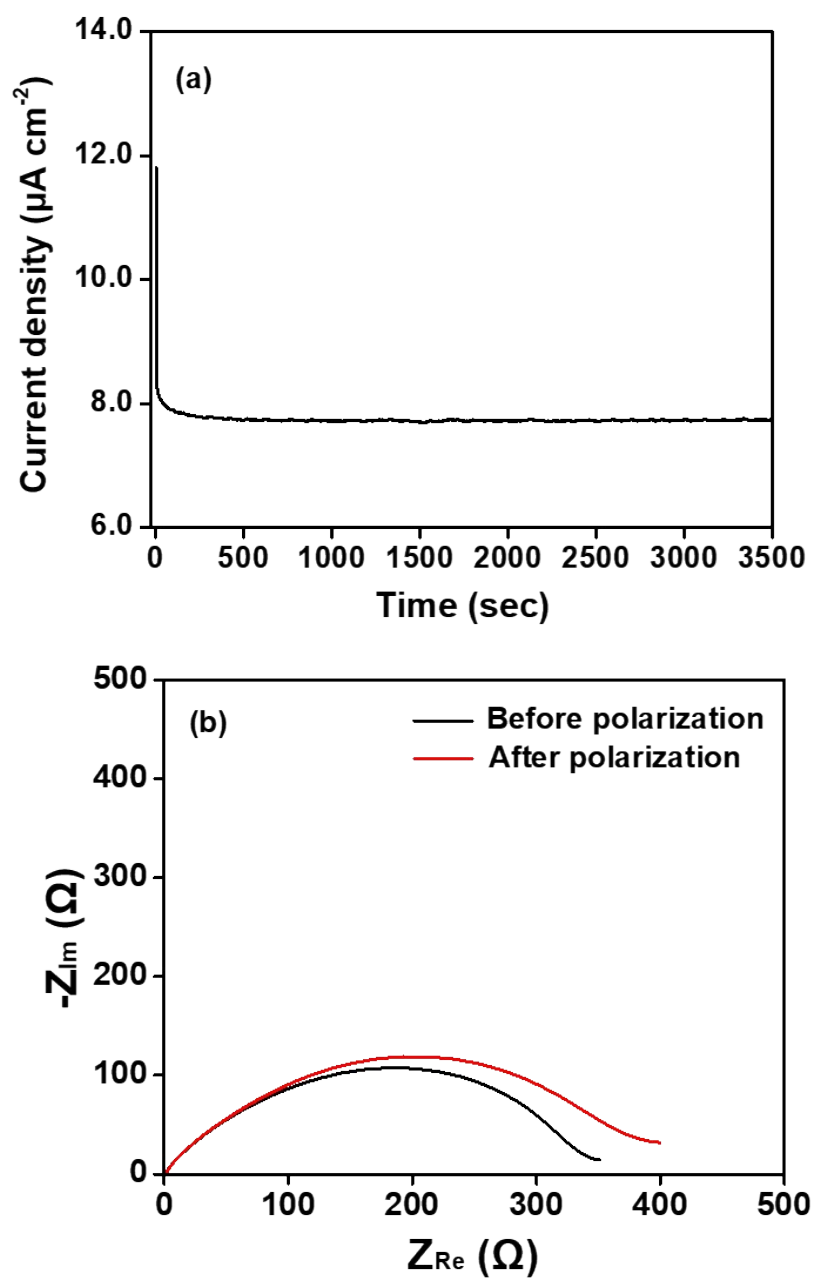 14.0
12.0
10.0
8.0
6.0
Current density (µA cm-2)
(a)
0 500 1000 1500 2000 2500 3000 3500
Time (sec)
500
400
300
200
100
0
-ZIm (Ω)
(b)
Before polarization
After polarization
0 100 200 300 400 500
ZRe (Ω)